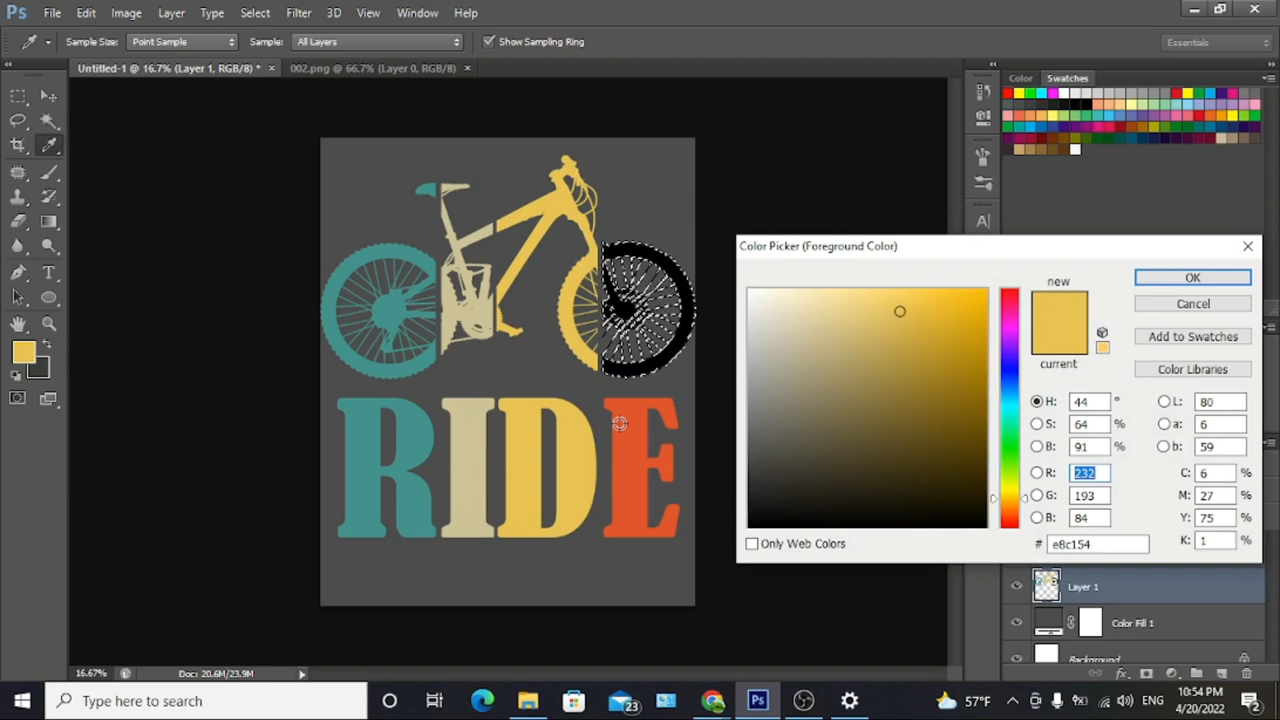 Ps File Edit Image Layer Type Select Filter 3D View Window Help
Sample Size: Point Sample Sample: All Layers Show Sampling Ring Essentials
Untitled-1 @ 16.7% (Layer 1, RGB/8) * × 002.png @ 66.7% (Layer 0, RGB/8) ×
Color Swatches
Color Picker (Foreground Color)
new
current
OK
Cancel
Add to Swatches
Color Libraries
H: 44 ° L: 80
S: 64 % a: 6
B: 91 % b: 59
R: 232 C: 6 %
G: 193 M: 27 %
B: 84 Y: 75 %
# e8c154 K: 1 %
Only Web Colors
RIDE
Layer 1
Color Fill 1
Background
16.67% Doc: 20.6M/23.9M
Type here to search
23
Ps
57°F
ENG
10:54 PM
4/20/2022
2